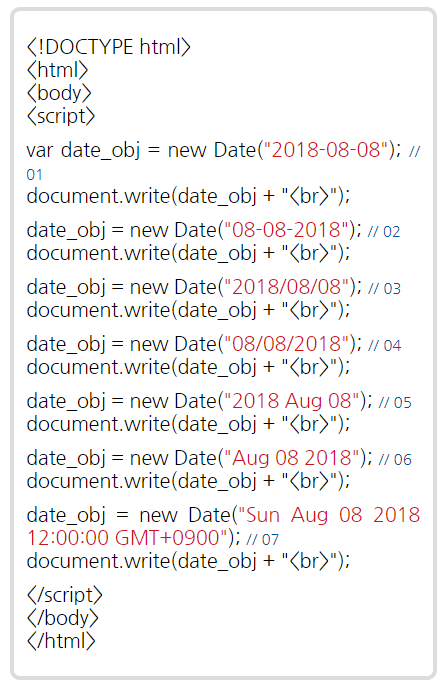 <!DOCTYPE html>
<html>
<body>
<script>
var date_obj = new Date("2018-08-08"); //
01
document.write(date_obj + "<br>");
date_obj = new Date("08-08-2018"); // 02
document.write(date_obj + "<br>");
date_obj = new Date("2018/08/08"); // 03
document.write(date_obj + "<br>");
date_obj = new Date("08/08/2018"); // 04
document.write(date_obj + "<br>");
date_obj = new Date("2018 Aug 08"); // 05
document.write(date_obj + "<br>");
date_obj = new Date("Aug 08 2018"); // 06
document.write(date_obj + "<br>");
date_obj = new Date("Sun Aug 08 2018
12:00:00 GMT+0900"); // 07
document.write(date_obj + "<br>");
</script>
</body>
</html>